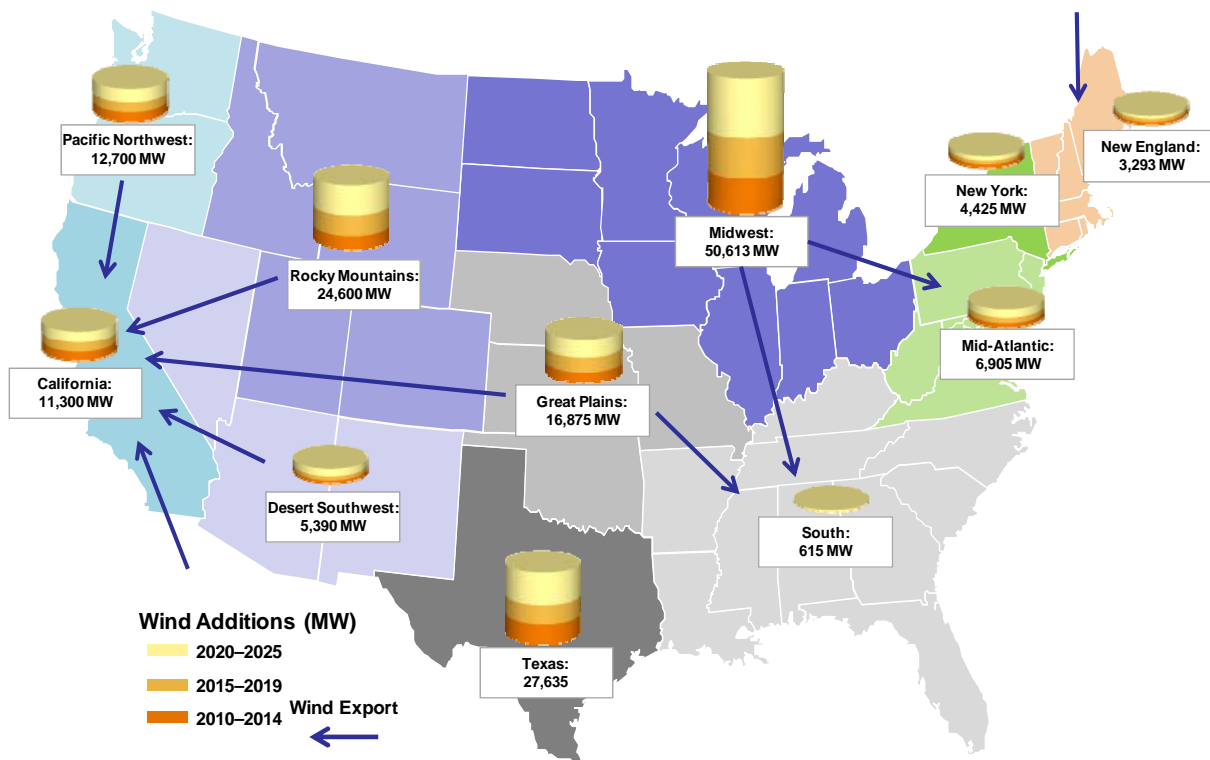 Pacific Northwest:
12,700 MW
New England:
3,293 MW
New York:
4,425 MW
Midwest:
50,613 MW
Rocky Mountains:
24,600 MW
Mid-Atlantic:
6,905 MW
California:
11,300 MW
Great Plains:
16,875 MW
Desert Southwest:
5,390 MW
South:
615 MW
Texas:
27,635
Wind Additions (MW)
2020–2025
2015–2019
2010–2014
Wind Export